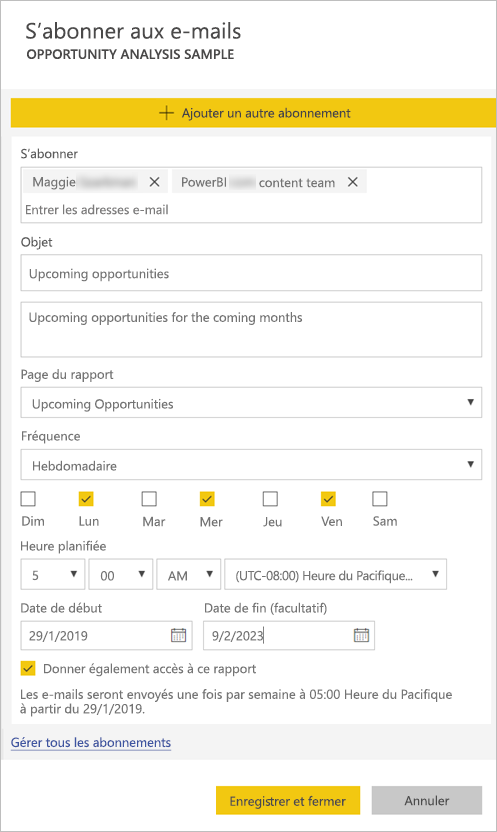 S'abonner aux e-mails
OPPORTUNITY ANALYSIS SAMPLE
Ajouter un autre abonnement
S'abonner
Maggie
PowerBI content team
Entrer les adresses e-mail
Objet
Upcoming opportunities
Upcoming opportunities for the coming months
Page du rapport
Upcoming Opportunities
Fréquence
Hebdomadaire
Dim Lun Mar Mer Jeu Ven Sam
Heure planifiée
5 00 AM (UTC-08:00) Heure du Pacifique...
Date de début Date de fin (facultatif)
29/1/2019 9/2/2023
Donner également accès à ce rapport
Les e-mails seront envoyés une fois par semaine à 05:00 Heure du Pacifique
à partir du 29/1/2019.
Gérer tous les abonnements
Enregistrer et fermer Annuler